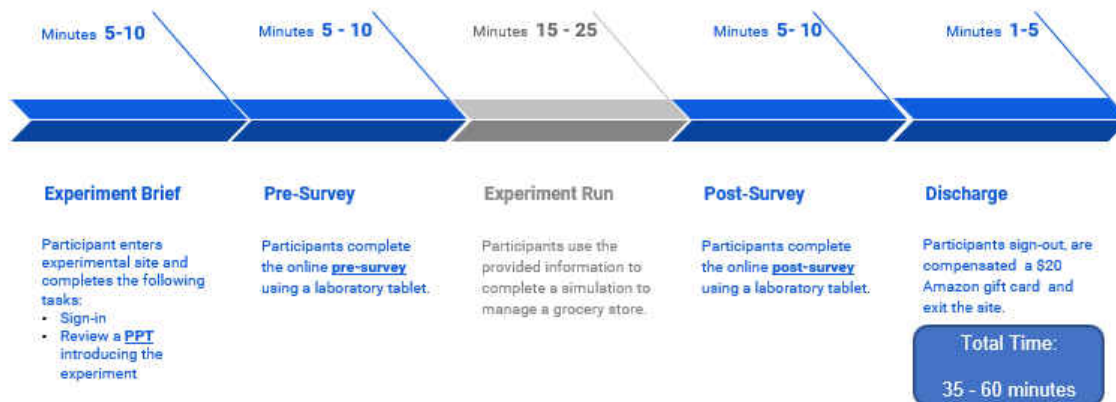 Minutes 5-10
Minutes 5 - 10
Minutes 15 - 25
Minutes 5- 10
Minutes 1-5
Experiment Brief
Participant enters
experimental site and
completes the following
tasks:
• Sign-in
• Review a PPT
introducing the
experiment
Pre-Survey
Participants complete
the online pre-survey
using a laboratory tablet.
Experiment Run
Participants use the
provided information to
complete a simulation to
manage a grocery store.
Post-Survey
Participants complete
the online post-survey
using a laboratory tablet.
Discharge
Participants sign-out, are
compensated a $20
Amazon gift card and
exit the site.
Total Time:
35 - 60 minutes